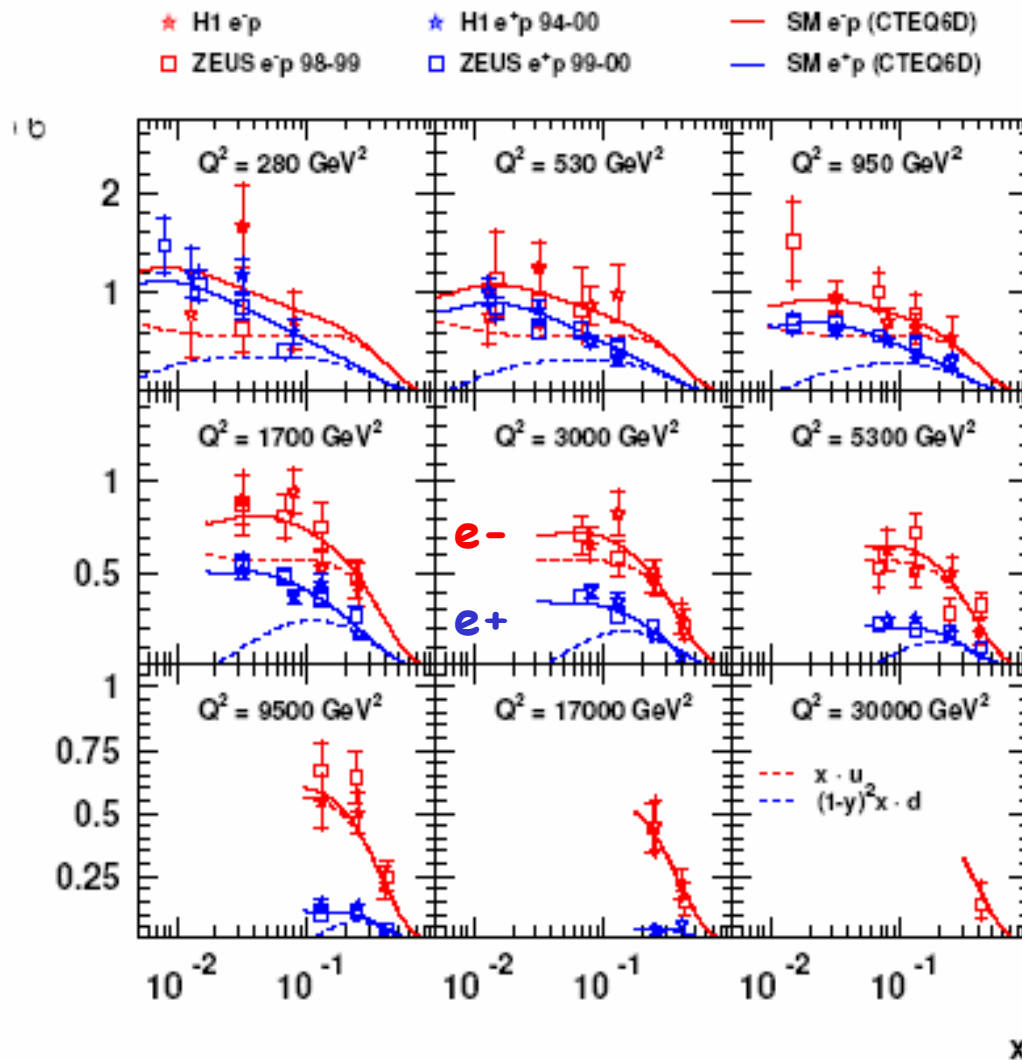 H1 e⁻p H1 e⁺p 94-00 SM e⁻p (CTEQ6D)
ZEUS e⁻p 98-99 ZEUS e⁺p 99-00 SM e⁺p (CTEQ6D)
Q² = 280 GeV² Q² = 530 GeV² Q² = 950 GeV²
2
1
Q² = 1700 GeV² Q² = 3000 GeV² Q² = 5300 GeV²
1
e-
0.5
e+
1
Q² = 9500 GeV² Q² = 17000 GeV² Q² = 30000 GeV²
0.75
x · u
(1-y)²x · d
0.5
0.25
10⁻² 10⁻¹ 10⁻² 10⁻¹ 10⁻² 10⁻¹
x